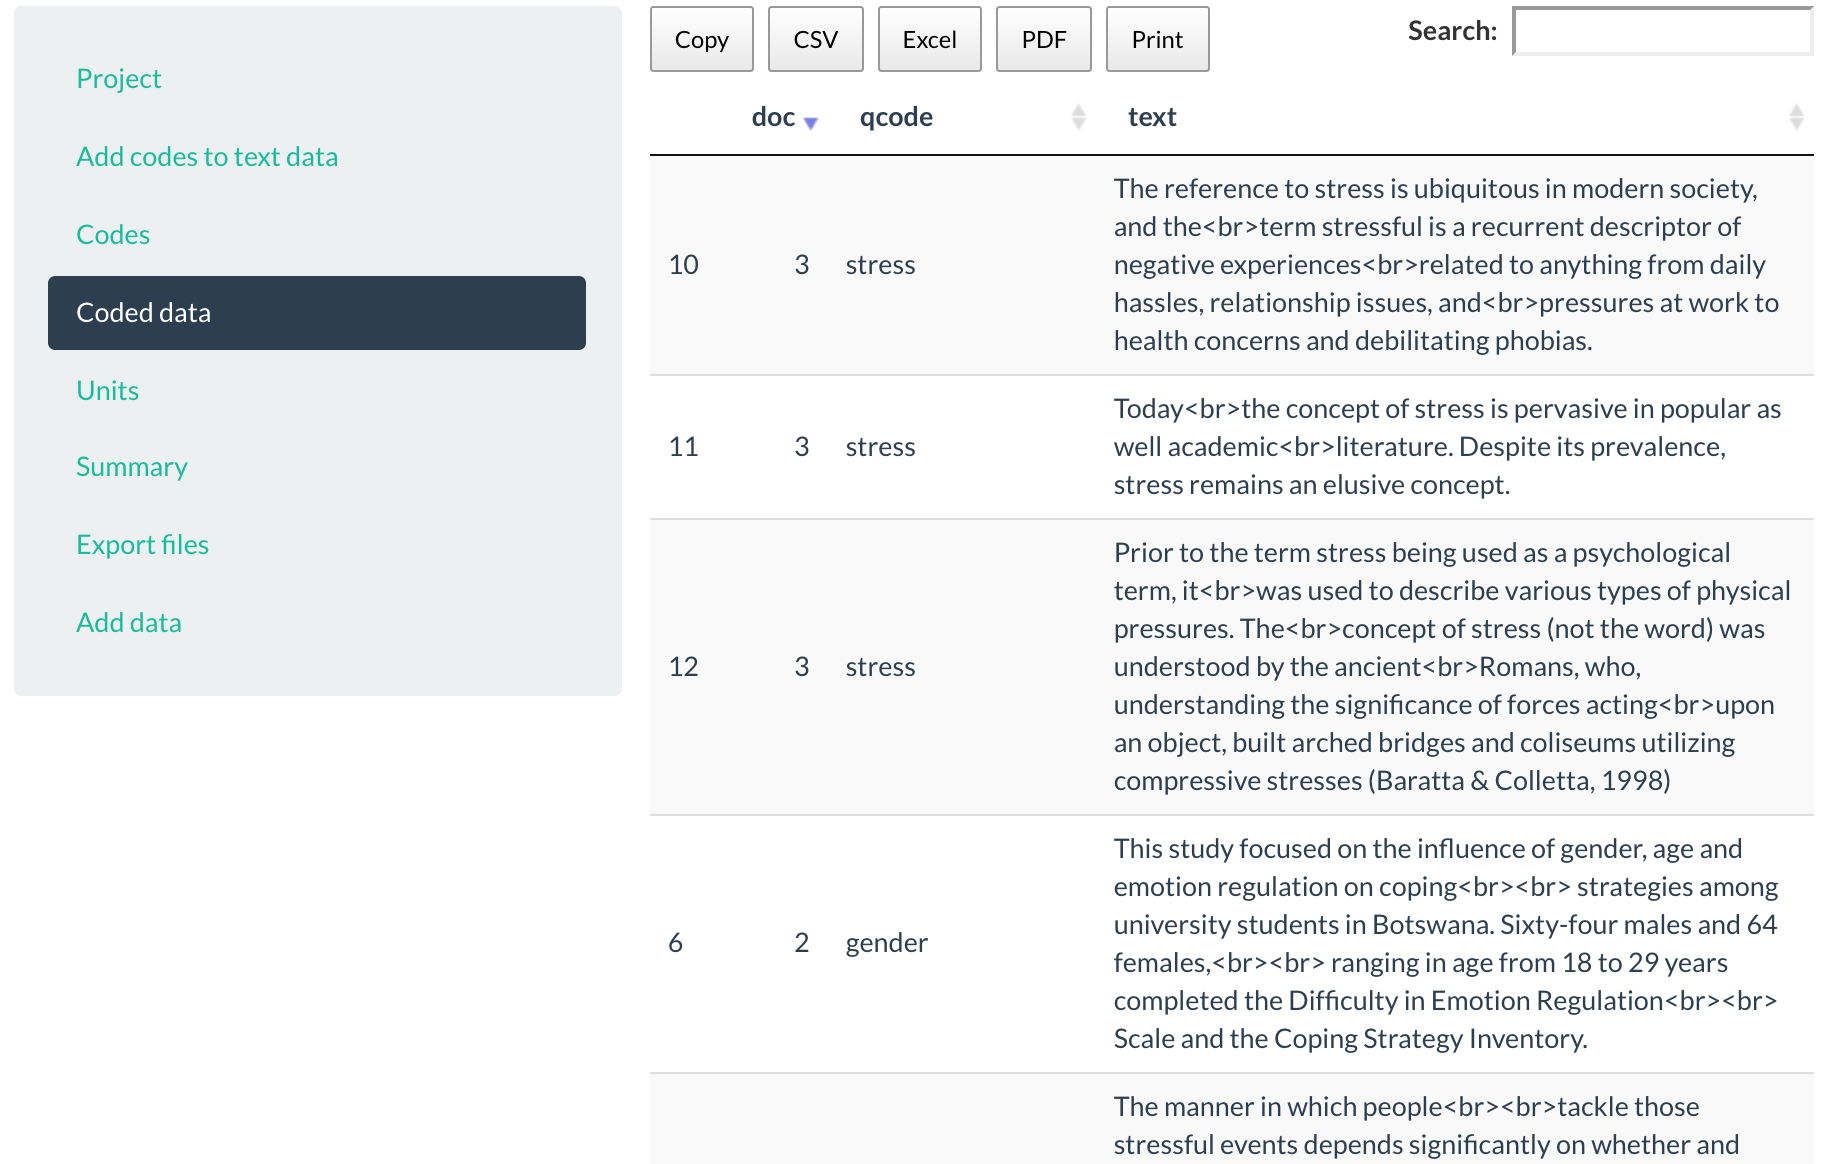 Project
Add codes to text data
Codes
Coded data
Units
Summary
Export files
Add data
Copy CSV Excel PDF Print Search:
doc qcode text
The reference to stress is ubiquitous in modern society,
and the<br>term stressful is a recurrent descriptor of
10 3 stress negative experiences<br>related to anything from daily
hassles, relationship issues, and<br>pressures at work to
health concerns and debilitating phobias.
Today<br>the concept of stress is pervasive in popular as
11 3 stress well academic<br>literature. Despite its prevalence,
stress remains an elusive concept.
Prior to the term stress being used as a psychological
term, it<br>was used to describe various types of physical
pressures. The<br>concept of stress (not the word) was
12 3 stress understood by the ancient<br>Romans, who,
understanding the significance of forces acting<br>upon
an object, built arched bridges and coliseums utilizing
compressive stresses (Baratta & Colletta, 1998)
This study focused on the influence of gender, age and
emotion regulation on coping<br><br> strategies among
university students in Botswana. Sixty-four males and 64
6 2 gender females,<br><br> ranging in age from 18 to 29 years
completed the Difficulty in Emotion Regulation<br><br>
Scale and the Coping Strategy Inventory.
The manner in which people<br><br>tackle those
stressful events depends significantly on whether and